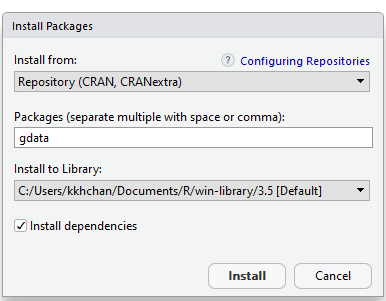 Install Packages
Install from:
? Configuring Repositories
Repository (CRAN, CRANextra)
Packages (separate multiple with space or comma):
gdata
Install to Library:
C:/Users/kkhchan/Documents/R/win-library/3.5 [Default]
Install dependencies
Install
Cancel